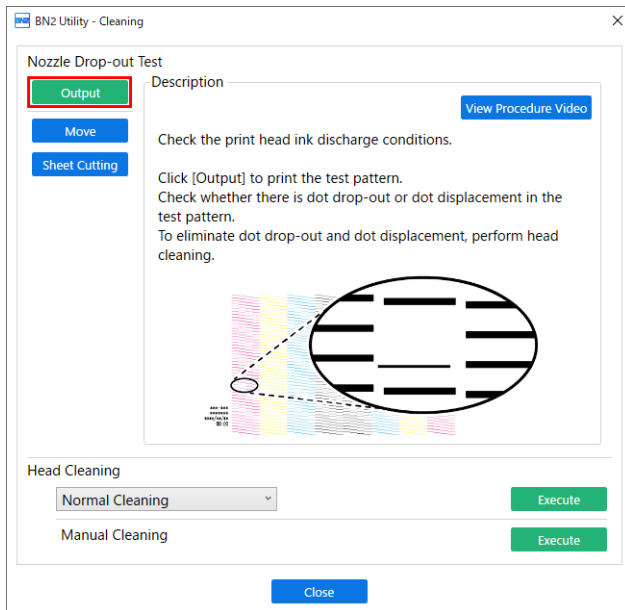 BN2 BN2 Utility - Cleaning
Nozzle Drop-out Test
Output
Description
View Procedure Video
Move
Check the print head ink discharge conditions.
Sheet Cutting
Click [Output] to print the test pattern.
Check whether there is dot drop-out or dot displacement in the
test pattern.
To eliminate dot drop-out and dot displacement, perform head
cleaning.
Head Cleaning
Normal Cleaning
Execute
Manual Cleaning
Execute
Close